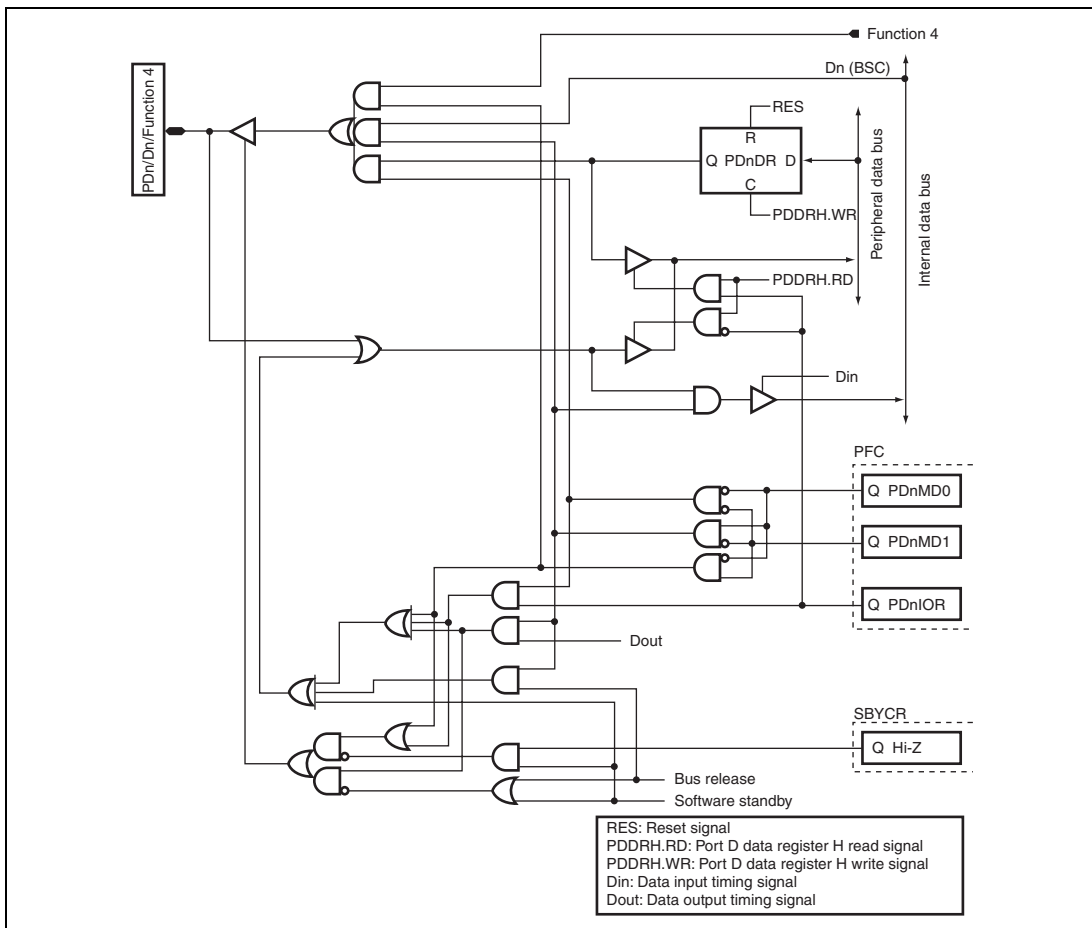 Function 4
Dn (BSC)
PDn/Dn/Function 4
RES
R
Q PDnDR D
C
PDDRH.WR
Peripheral data bus
Internal data bus
PDDRH.RD
Din
PFC
Q PDnMD0
Q PDnMD1
Q PDnIOR
Dout
SBYCR
Q Hi-Z
Bus release
Software standby
RES: Reset signal
PDDRH.RD: Port D data register H read signal
PDDRH.WR: Port D data register H write signal
Din: Data input timing signal
Dout: Data output timing signal